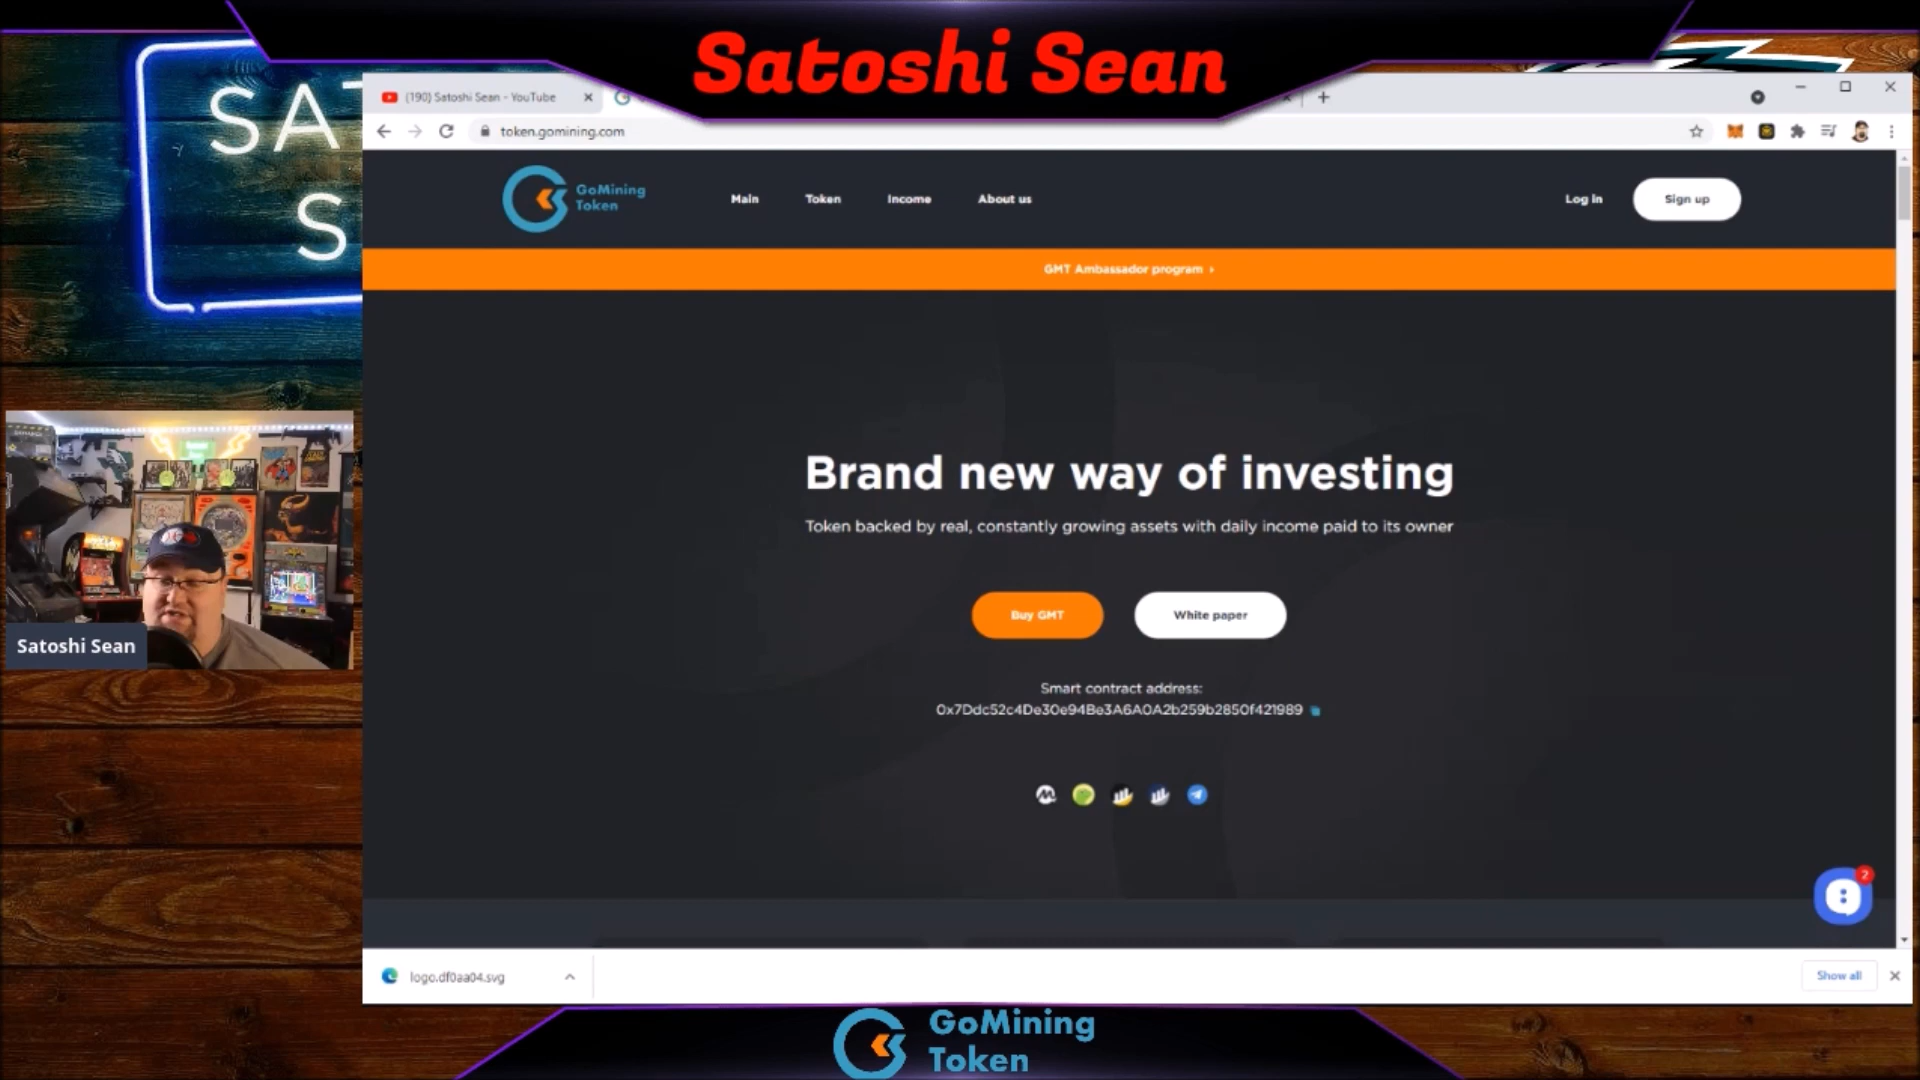 Satoshi Sean
SAT
S
(190) Satoshi Sean - YouTube
token.gomining.com
GoMining
Token
Main
Token
Income
About us
Log in
Sign up
GMT Ambassador program ›
Brand new way of investing
Token backed by real, constantly growing assets with daily income paid to its owner
Buy GMT
White paper
Smart contract address:
0x7Ddc52c4De30e94Be3A6A0A2b259b2850f421989
2
Satoshi Sean
logo.df0aa04.svg
Show all
GoMining
Token